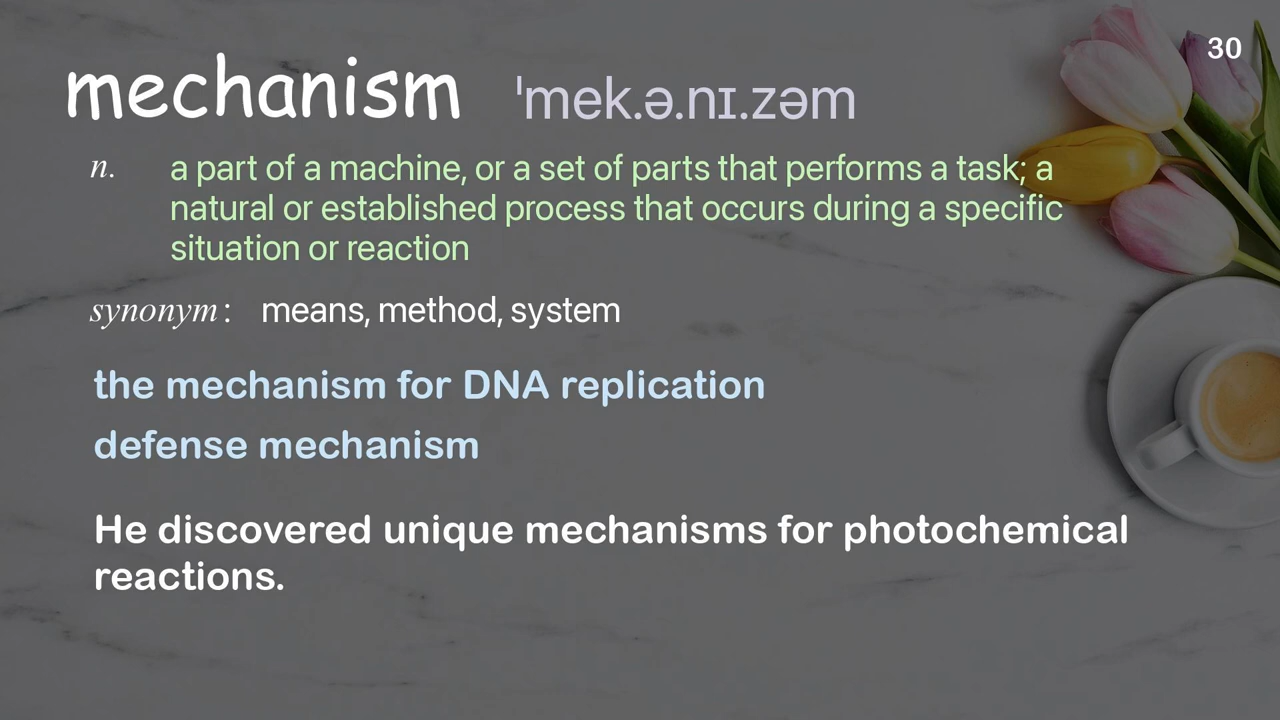 30
mechanism ˈmek.ə.nɪ.zəm
n. a part of a machine, or a set of parts that performs a task; a
natural or established process that occurs during a specific
situation or reaction
synonym: means, method, system
the mechanism for DNA replication
defense mechanism
He discovered unique mechanisms for photochemical
reactions.